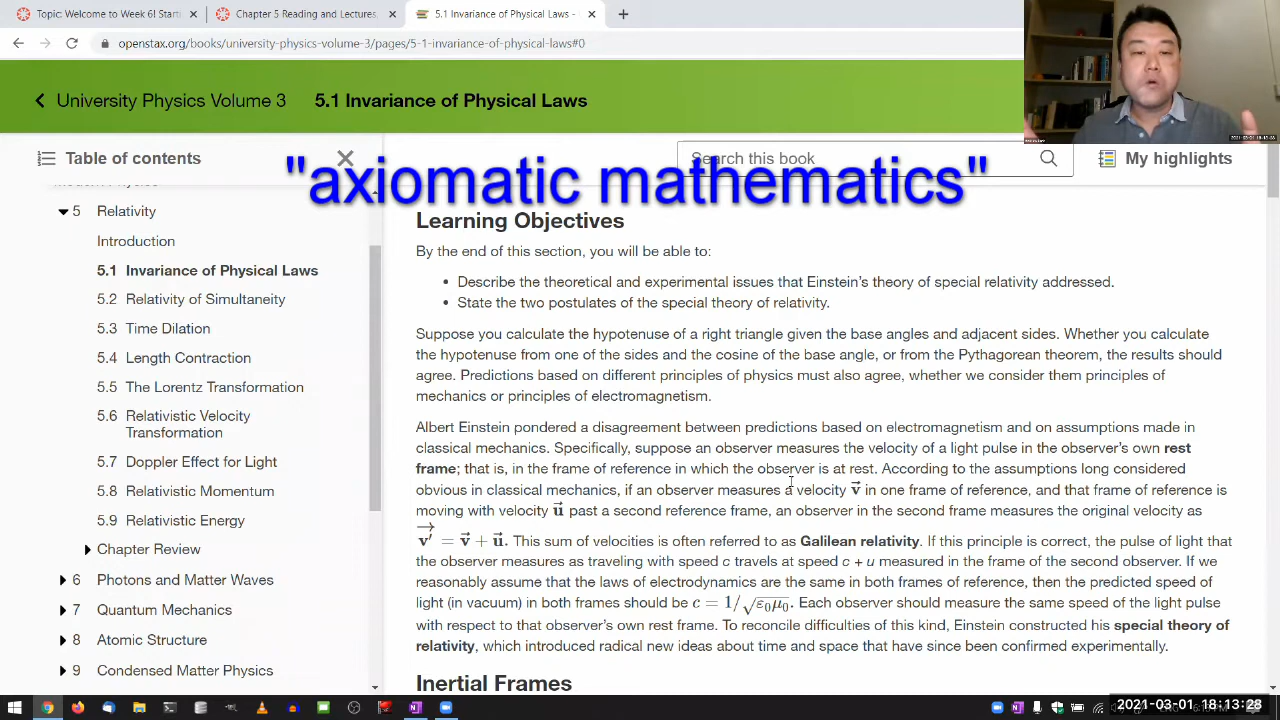 Topic: Welcome to Week 6! Starti
Chapter 5 Reading and Lectures,
5.1 Invariance of Physical Laws -
openstax.org/books/university-physics-volume-3/pages/5-1-invariance-of-physical-laws#0
University Physics Volume 3
5.1 Invariance of Physical Laws
2021-03-01 18:13:08
Table of contents
Search this book
My highlights
"axiomatic mathematics"
Modern Physics
5 Relativity
Introduction
5.1 Invariance of Physical Laws
5.2 Relativity of Simultaneity
5.3 Time Dilation
5.4 Length Contraction
5.5 The Lorentz Transformation
5.6 Relativistic Velocity
Transformation
5.7 Doppler Effect for Light
5.8 Relativistic Momentum
5.9 Relativistic Energy
Chapter Review
6 Photons and Matter Waves
7 Quantum Mechanics
8 Atomic Structure
9 Condensed Matter Physics
Learning Objectives
By the end of this section, you will be able to:
• Describe the theoretical and experimental issues that Einstein's theory of special relativity addressed.
• State the two postulates of the special theory of relativity.
Suppose you calculate the hypotenuse of a right triangle given the base angles and adjacent sides. Whether you calculate
the hypotenuse from one of the sides and the cosine of the base angle, or from the Pythagorean theorem, the results should
agree. Predictions based on different principles of physics must also agree, whether we consider them principles of
mechanics or principles of electromagnetism.
Albert Einstein pondered a disagreement between predictions based on electromagnetism and on assumptions made in
classical mechanics. Specifically, suppose an observer measures the velocity of a light pulse in the observer's own rest
frame; that is, in the frame of reference in which the observer is at rest. According to the assumptions long considered
obvious in classical mechanics, if an observer measures a velocity v⃗ in one frame of reference, and that frame of reference is
moving with velocity u⃗ past a second reference frame, an observer in the second frame measures the original velocity as
v⃗′ = v⃗ + u⃗. This sum of velocities is often referred to as Galilean relativity. If this principle is correct, the pulse of light that
the observer measures as traveling with speed c travels at speed c + u measured in the frame of the second observer. If we
reasonably assume that the laws of electrodynamics are the same in both frames of reference, then the predicted speed of
light (in vacuum) in both frames should be c = 1/√ε₀μ₀. Each observer should measure the same speed of the light pulse
with respect to that observer's own rest frame. To reconcile difficulties of this kind, Einstein constructed his special theory of
relativity, which introduced radical new ideas about time and space that have since been confirmed experimentally.
Inertial Frames
2021-03-01 18:13:28